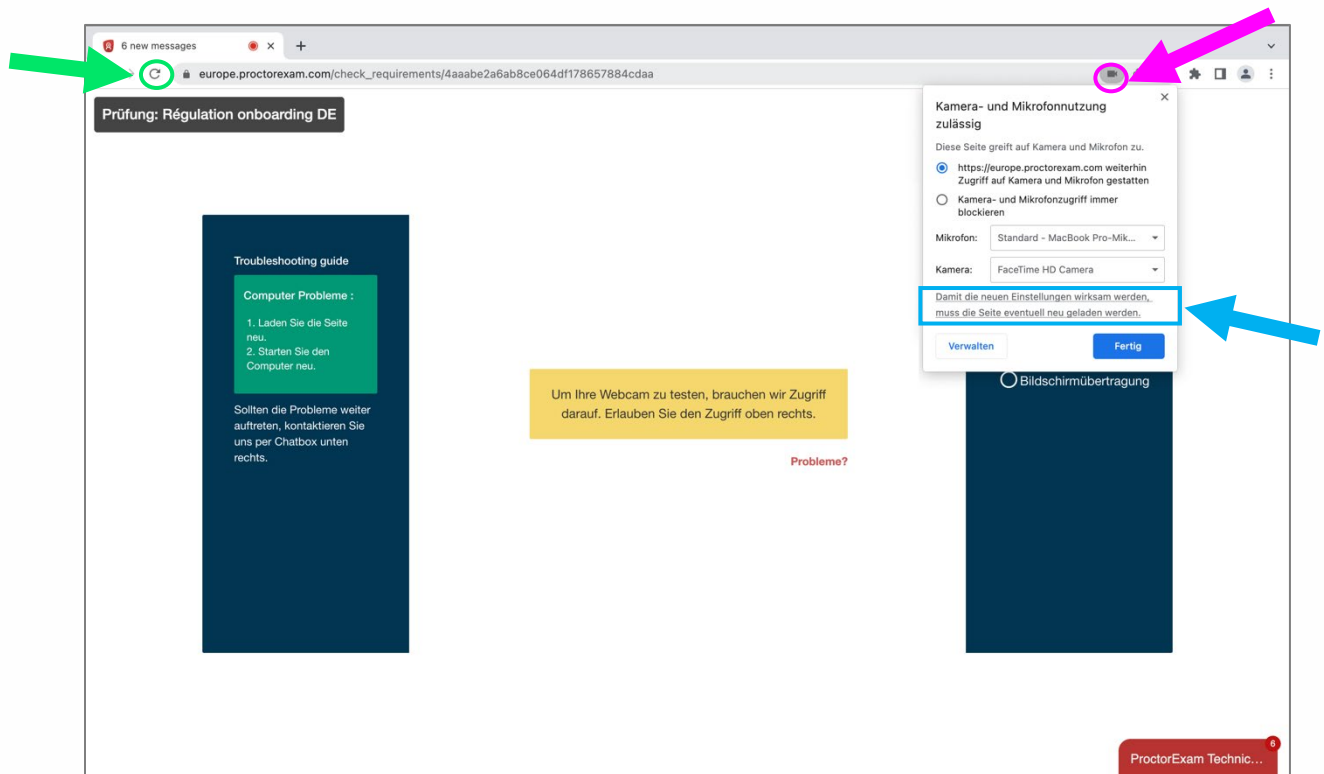 6 new messages
europe.proctorexam.com/check_requirements/4aaabe2a6ab8ce064df178657884cdaa
Prüfung: Régulation onboarding DE
Kamera- und Mikrofonnutzung
zulässig
Diese Seite greift auf Kamera und Mikrofon zu.
https://europe.proctorexam.com weiterhin
Zugriff auf Kamera und Mikrofon gestatten
Kamera- und Mikrofonzugriff immer
blockieren
Mikrofon: Standard - MacBook Pro-Mik...
Kamera: FaceTime HD Camera
Damit die neuen Einstellungen wirksam werden,
muss die Seite eventuell neu geladen werden.
Verwalten Fertig
Troubleshooting guide
Computer Probleme :
1. Laden Sie die Seite
neu.
2. Starten Sie den
Computer neu.
Sollten die Probleme weiter
auftreten, kontaktieren Sie
uns per Chatbox unten
rechts.
Um Ihre Webcam zu testen, brauchen wir Zugriff
darauf. Erlauben Sie den Zugriff oben rechts.
Probleme?
Bildschirmübertragung
6
ProctorExam Technic...